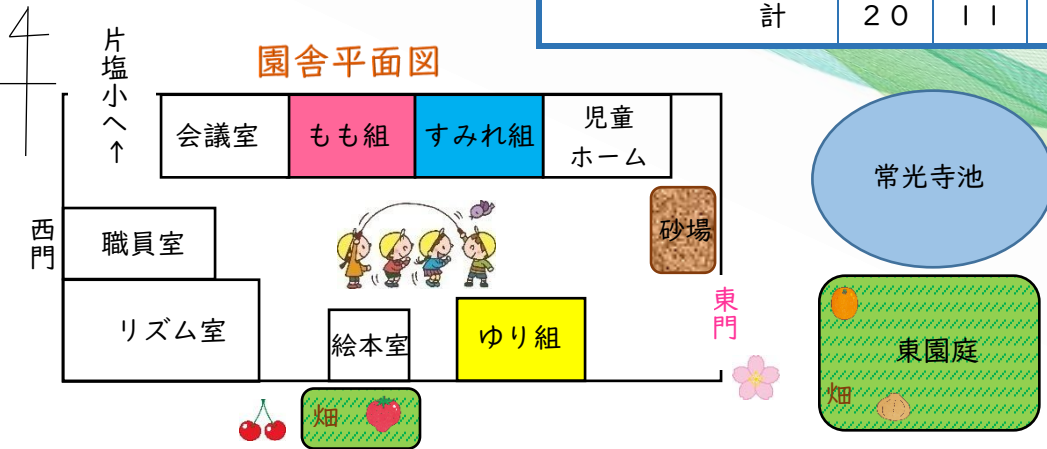 計 20 11
4
園舎平面図
片塩小へ↑
会議室
もも組
すみれ組
児童
ホーム
常光寺池
西門
職員室
砂場
リズム室
絵本室
ゆり組
東門
東園庭
畑
畑